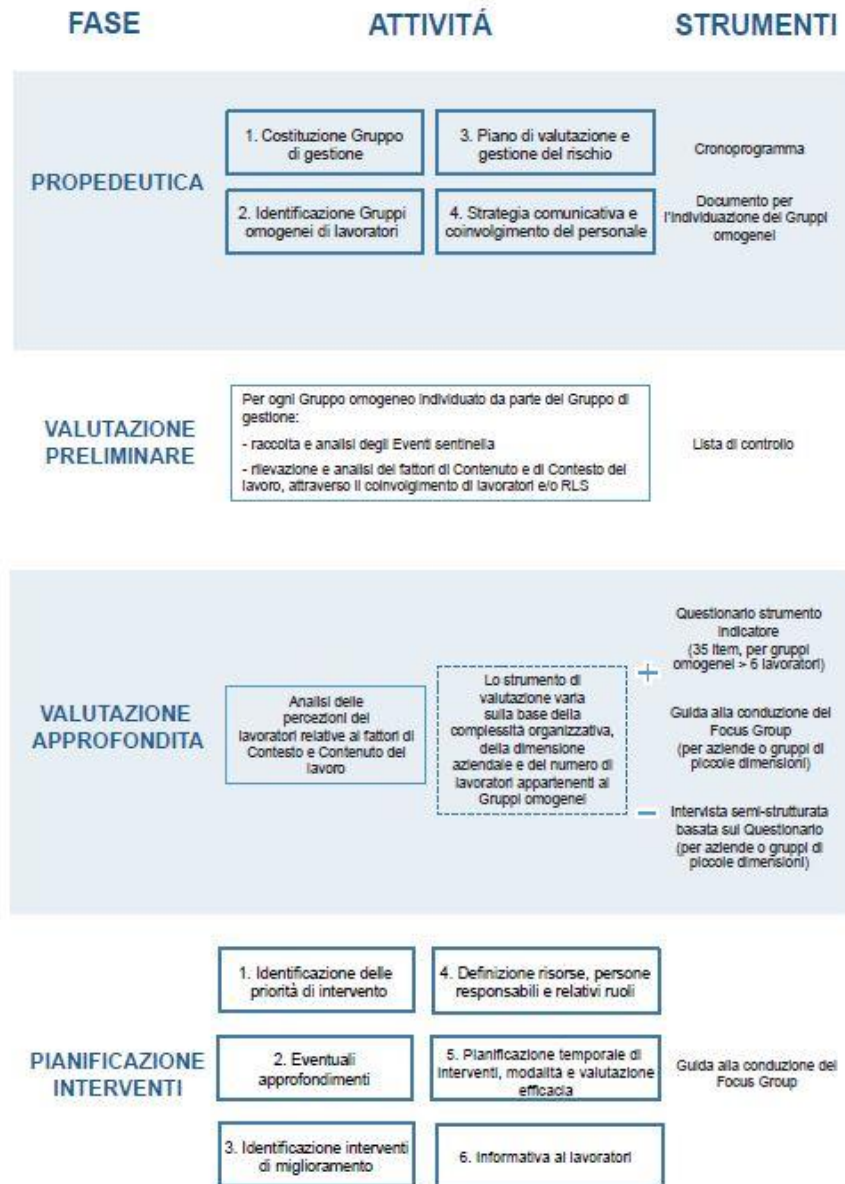 FASE
ATTIVITÁ
STRUMENTI
PROPEDEUTICA
1. Costituzione Gruppo
di gestione
3. Piano di valutazione e
gestione del rischio
2. Identificazione Gruppi
omogenei di lavoratori
4. Strategia comunicativa e
coinvolgimento del personale
Cronoprogramma
Documento per
l'individuazione dei Gruppi
omogenei
VALUTAZIONE
PRELIMINARE
Per ogni Gruppo omogeneo individuato da parte del Gruppo di
gestione:
- raccolta e analisi degli Eventi sentinella
- rilevazione e analisi dei fattori di Contenuto e di Contesto del
lavoro, attraverso il coinvolgimento di lavoratori e/o RLS
Lista di controllo
VALUTAZIONE
APPROFONDITA
Analisi delle
percezioni dei
lavoratori relative ai fattori di
Contesto e Contenuto del
lavoro
Lo strumento di
valutazione varia
sulla base della
complessità organizzativa,
della dimensione
aziendale e del numero di
lavoratori appartenenti ai
Gruppi omogenei
+
−
Questionario strumento
indicatore
(35 item, per gruppi
omogenei > 6 lavoratori)
Guida alla conduzione dei
Focus Group
(per aziende o gruppi di
piccole dimensioni)
Intervista semi-strutturata
basata sul Questionario
(per aziende o gruppi di
piccole dimensioni)
PIANIFICAZIONE
INTERVENTI
1. Identificazione delle
priorità di intervento
4. Definizione risorse, persone
responsabili e relativi ruoli
2. Eventuali
approfondimenti
5. Pianificazione temporale di
interventi, modalità e valutazione
efficacia
3. Identificazione interventi
di miglioramento
6. Informativa ai lavoratori
Guida alla conduzione dei
Focus Group